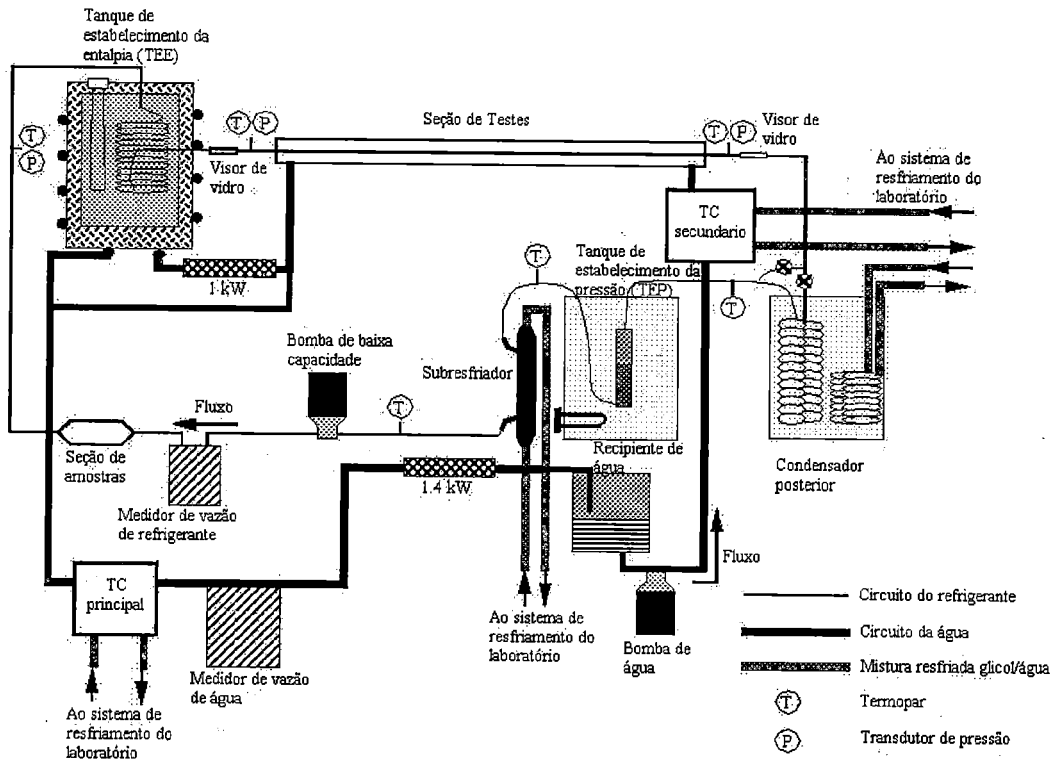 Tanque de
estabelecimento da
entalpia (TEE)
T
P
T P
Visor de
vidro
Seção de Testes
T P
Visor de
vidro
Ao sistema de
resfriamento do
laboratório
TC
secundario
1 kW
T
Tanque de
estabelecimento da
pressão (TEP)
T
Bomba de baixa
capacidade
Subresfriador
Fluxo
T
Seção de
amostras
Medidor de vazão
de refrigerante
1.4 kW
Recipiente de
água
Condensador
posterior
TC
principal
Medidor de vazão
de água
Ao sistema de
resfriamento do
laboratório
Ao sistema de
resfriamento do
laboratório
Bomba de
água
Fluxo
Circuito do refrigerante
Circuito da água
Mistura resfriada glicol/água
T Termopar
P Transdutor de pressão